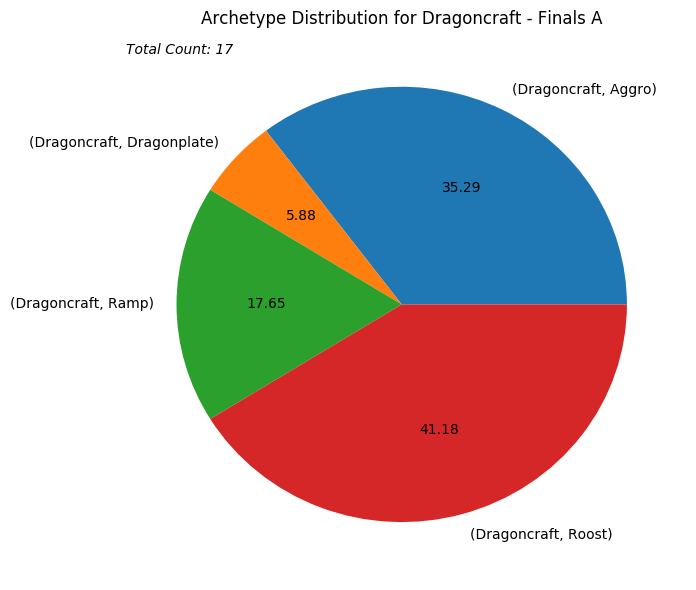 Archetype Distribution for Dragoncraft - Finals A
Total Count: 17
(Dragoncraft, Aggro)
(Dragoncraft, Dragonplate)
35.29
5.88
(Dragoncraft, Ramp)
17.65
41.18
(Dragoncraft, Roost)